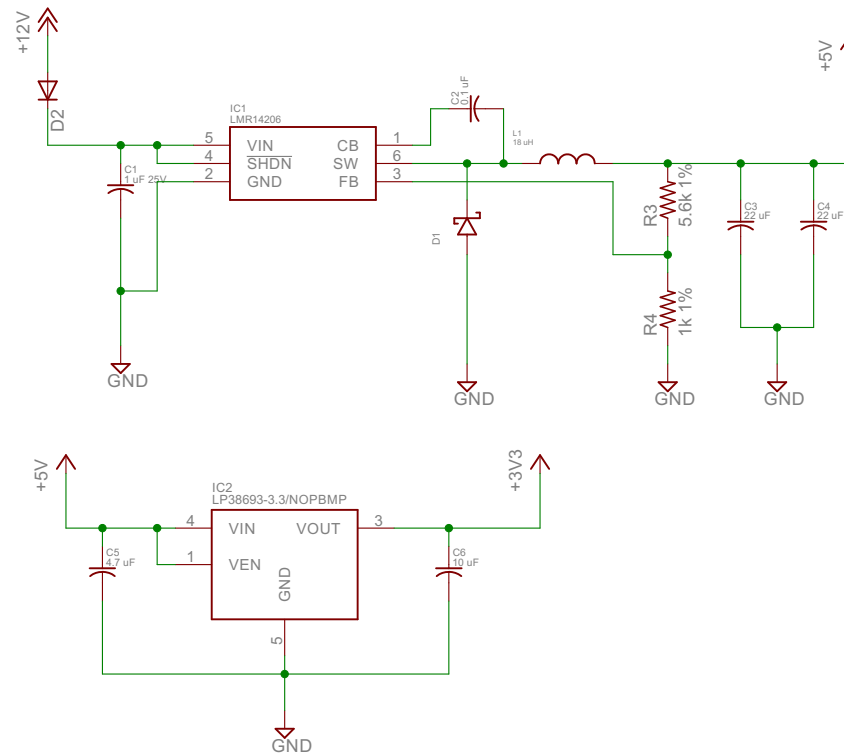 +12V
D2
C1
1 uF 25V
GND
IC1
LMR14206
5 VIN CB 1
4 SHDN SW 6
2 GND FB 3
C2
0.1 uF
L1
18 uH
D1
GND
R3
5.6k 1%
R4
1k 1%
GND
C3
22 uF
C4
22 uF
GND
+5V
+5V
C5
4.7 uF
IC2
LP38693-3.3/NOPBMP
4 VIN VOUT 3
1 VEN
GND
5
C6
10 uF
+3V3
GND